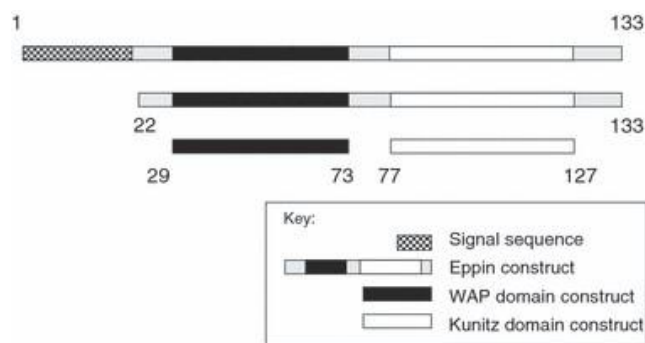 1 133
22 133
29 73 77 127
Key:
Signal sequence
Eppin construct
WAP domain construct
Kunitz domain construct